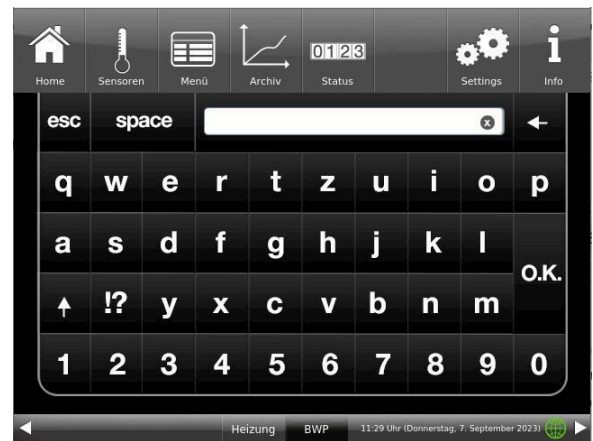 0123
Home Sensoren Menü Archiv Status Settings Info
esc space x
q w e r t z u i o p
a s d f g h j k l
O.K.
!? y x c v b n m
1 2 3 4 5 6 7 8 9 0
Heizung BWP 11:29 Uhr (Donnerstag, 7. September 2023)